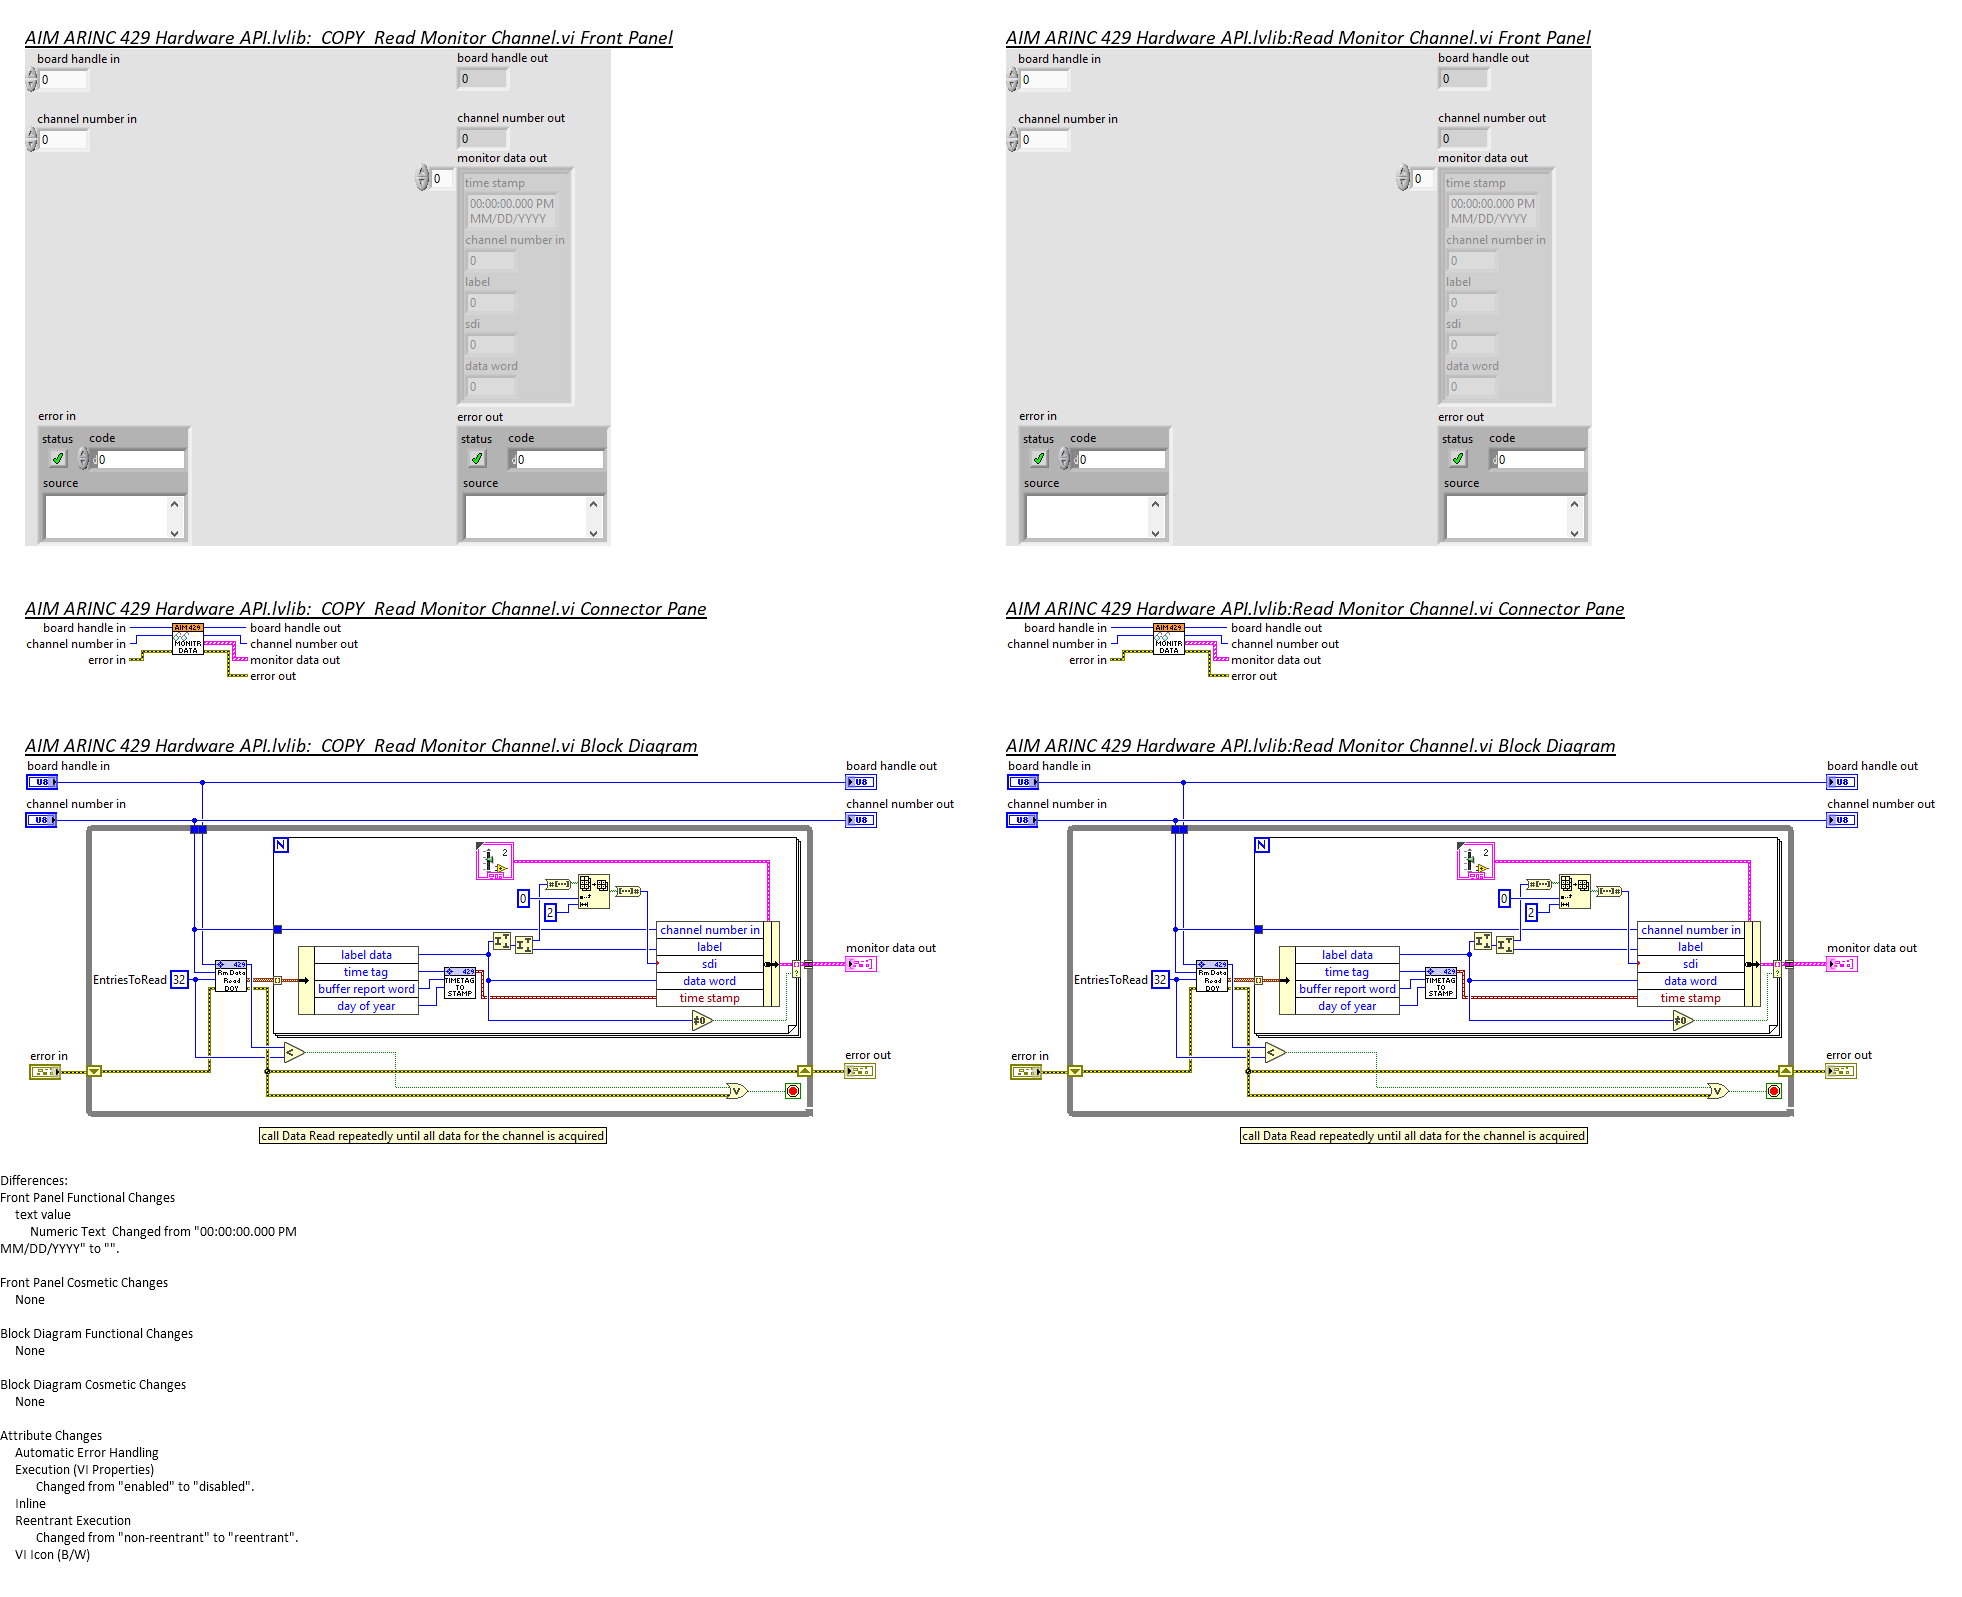 AIM ARINC 429 Hardware API.lvlib:  COPY  Read Monitor Channel.vi Front Panel
board handle in
0
board handle out
0
channel number in
0
channel number out
0
monitor data out
0
time stamp
00:00:00.000 PM
MM/DD/YYYY
channel number in
0
label
0
sdi
0
data word
0
error in
status
code
d0
source
error out
status
code
d0
source
AIM ARINC 429 Hardware API.lvlib:Read Monitor Channel.vi Front Panel
board handle in
0
board handle out
0
channel number in
0
channel number out
0
monitor data out
0
time stamp
00:00:00.000 PM
MM/DD/YYYY
channel number in
0
label
0
sdi
0
data word
0
error in
status
code
d0
source
error out
status
code
d0
source
AIM ARINC 429 Hardware API.lvlib:  COPY  Read Monitor Channel.vi Connector Pane
board handle in
channel number in
error in
AIM429
MONITR
DATA
board handle out
channel number out
monitor data out
error out
AIM ARINC 429 Hardware API.lvlib:Read Monitor Channel.vi Connector Pane
board handle in
channel number in
error in
AIM429
MONITR
DATA
board handle out
channel number out
monitor data out
error out
AIM ARINC 429 Hardware API.lvlib:  COPY  Read Monitor Channel.vi Block Diagram
board handle in
U8
board handle out
U8
channel number in
U8
channel number out
U8
N
2
0
2
channel number in
label
sdi
data word
time stamp
label data
time tag
buffer report word
day of year
429
Rm Data
Read
DOY
429
TIMETAG
TO
STAMP
EntriesToRead
32
monitor data out
≠0
<
error in
error out
V
call Data Read repeatedly until all data for the channel is acquired
AIM ARINC 429 Hardware API.lvlib:Read Monitor Channel.vi Block Diagram
board handle in
U8
board handle out
U8
channel number in
U8
channel number out
U8
N
2
0
2
channel number in
label
sdi
data word
time stamp
label data
time tag
buffer report word
day of year
429
Rm Data
Read
DOY
429
TIMETAG
TO
STAMP
EntriesToRead
32
monitor data out
≠0
<
error in
error out
V
call Data Read repeatedly until all data for the channel is acquired
Differences:
Front Panel Functional Changes
text value
Numeric Text  Changed from "00:00:00.000 PM
MM/DD/YYYY" to "".
Front Panel Cosmetic Changes
None
Block Diagram Functional Changes
None
Block Diagram Cosmetic Changes
None
Attribute Changes
Automatic Error Handling
Execution (VI Properties)
Changed from "enabled" to "disabled".
Inline
Reentrant Execution
Changed from "non-reentrant" to "reentrant".
VI Icon (B/W)